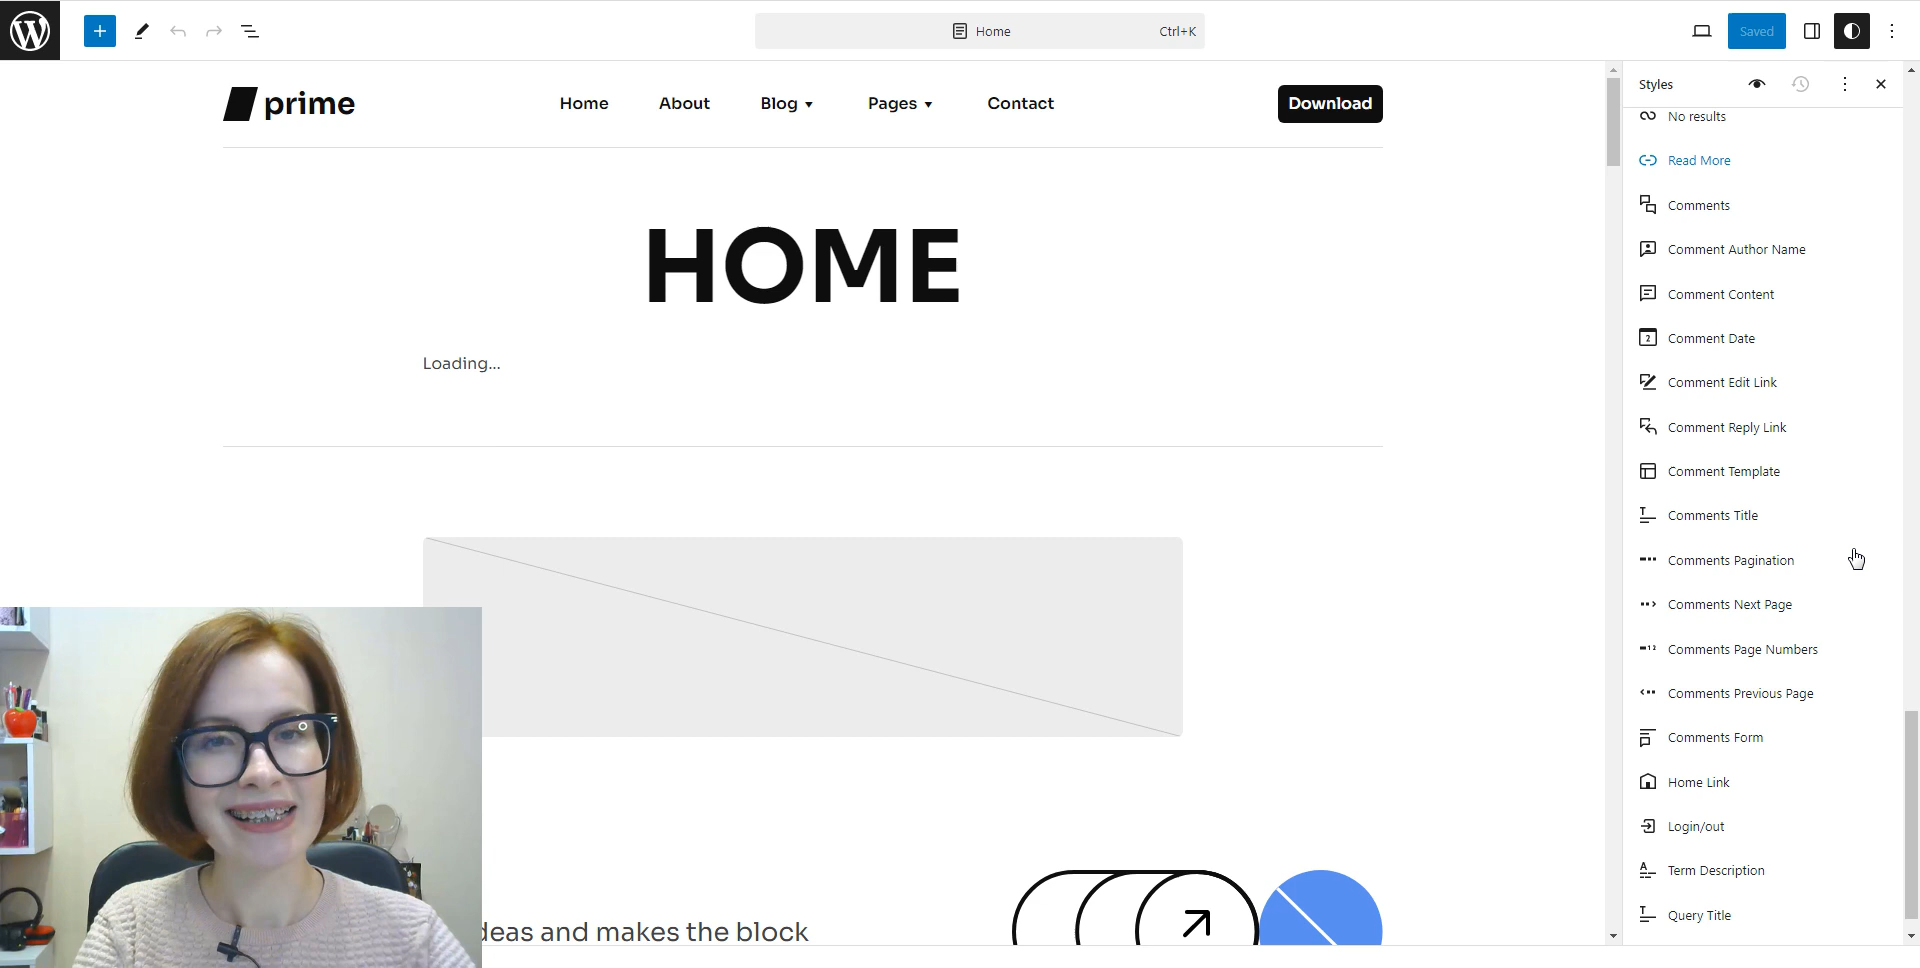 Home
Ctrl+K
Saved
prime
Home
About
Blog
Pages
Contact
Download
HOME
Loading...
deas and makes the block
Styles
No results
Read More
Comments
Comment Author Name
Comment Content
Comment Date
Comment Edit Link
Comment Reply Link
Comment Template
Comments Title
Comments Pagination
Comments Next Page
Comments Page Numbers
Comments Previous Page
Comments Form
Home Link
Login/out
Term Description
Query Title